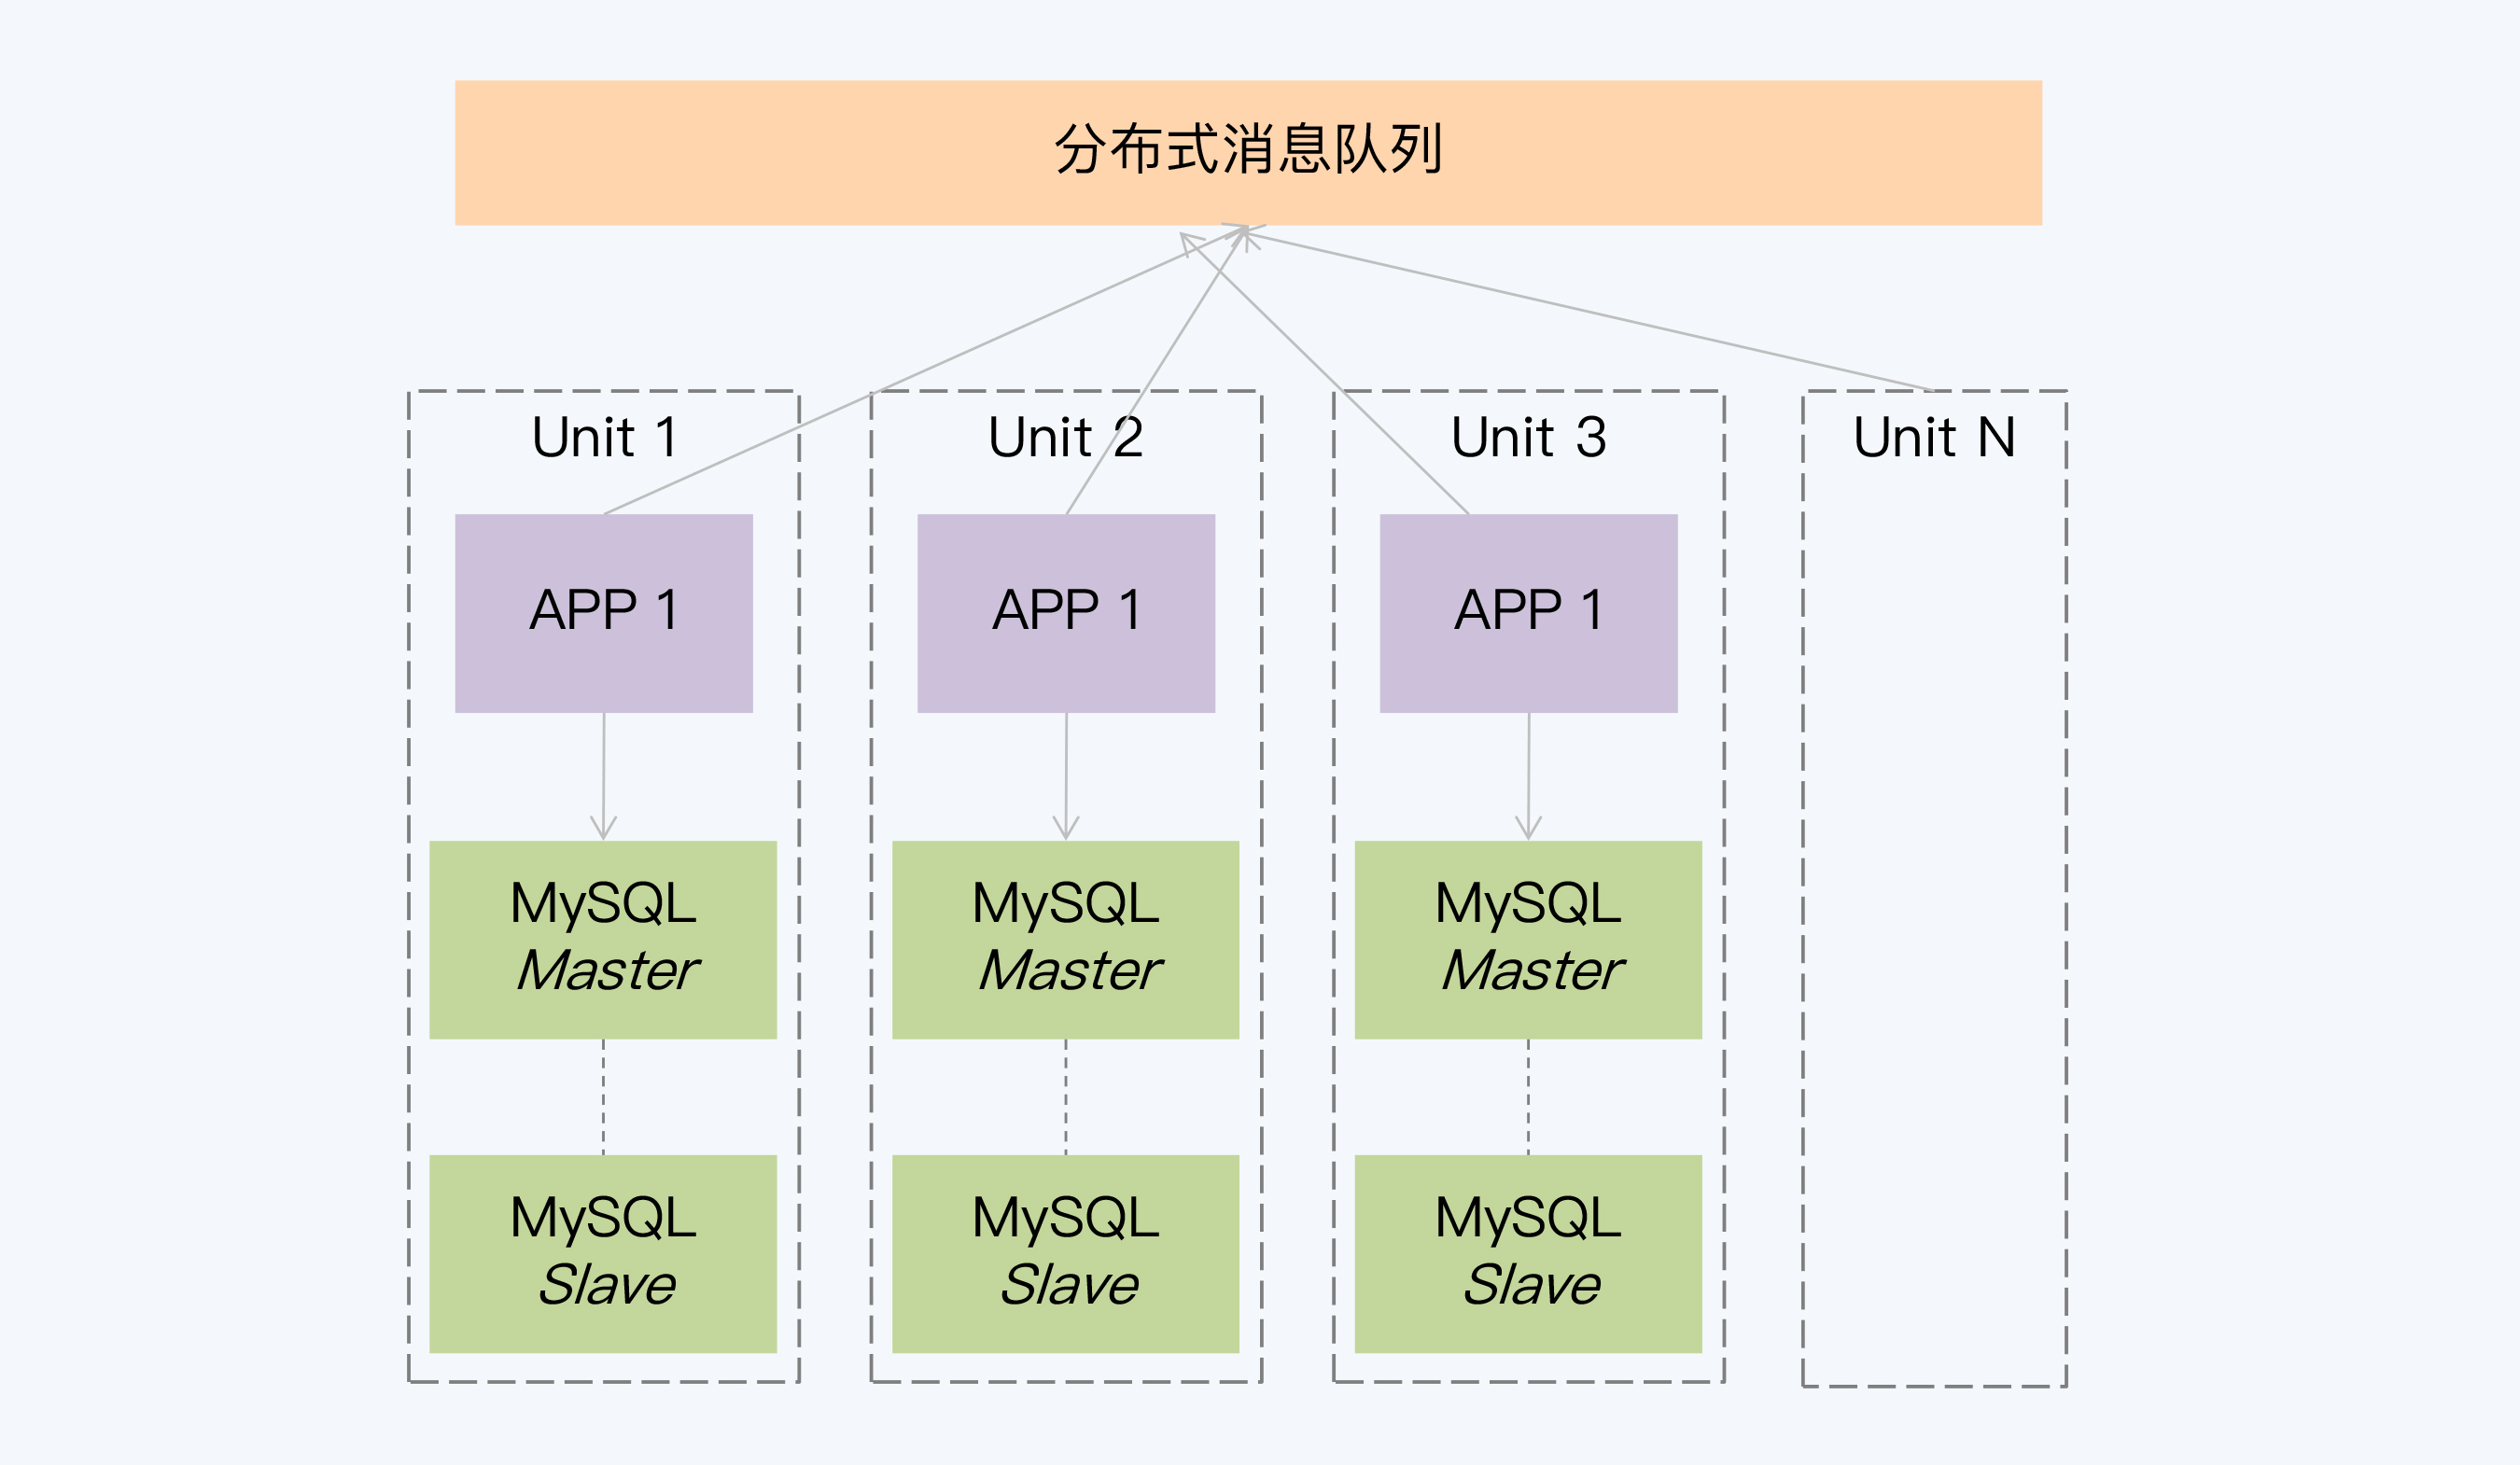 分布式消息队列
Unit 1
Unit 2
Unit 3
Unit N
APP 1
APP 1
APP 1
MySQL
Master
MySQL
Master
MySQL
Master
MySQL
Slave
MySQL
Slave
MySQL
Slave